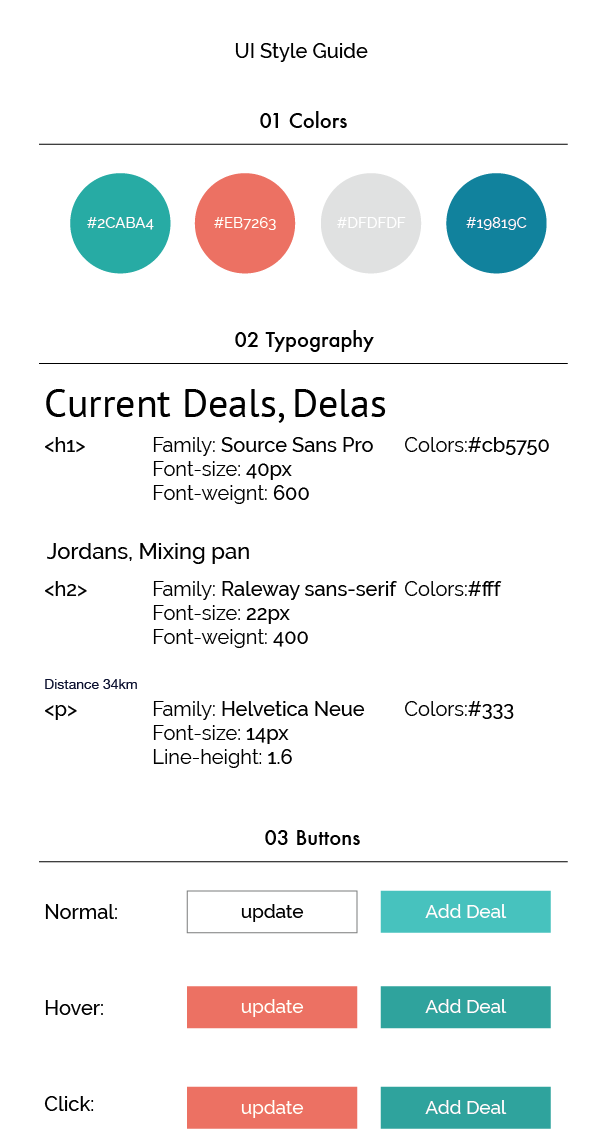 UI Style Guide
01 Colors
#2CABA4 #EB7263 #DFDFDF #19819C
02 Typography
Current Deals, Delas
<h1> Family: Source Sans Pro Colors:#cb5750
Font-size: 40px
Font-weignt: 600
Jordans, Mixing pan
<h2> Family: Raleway sans-serif Colors:#fff
Font-size: 22px
Font-weignt: 400
Distance 34km
<p> Family: Helvetica Neue Colors:#333
Font-size: 14px
Line-height: 1.6
03 Buttons
Normal: update Add Deal
Hover: update Add Deal
Click: update Add Deal